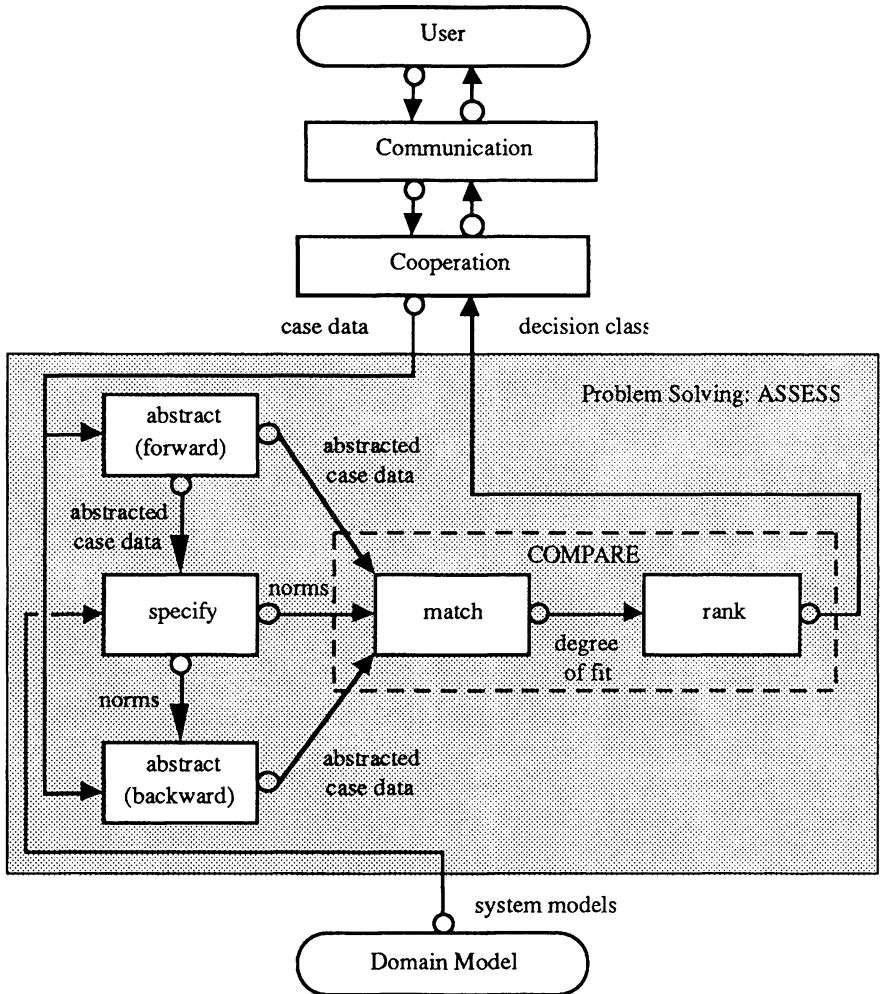 User
Communication
Cooperation
case data
decision class
Problem Solving: ASSESS
abstract
(forward)
abstracted
case data
abstracted
case data
COMPARE
specify
norms
match
rank
degree
of fit
norms
abstract
(backward)
abstracted
case data
system models
Domain Model